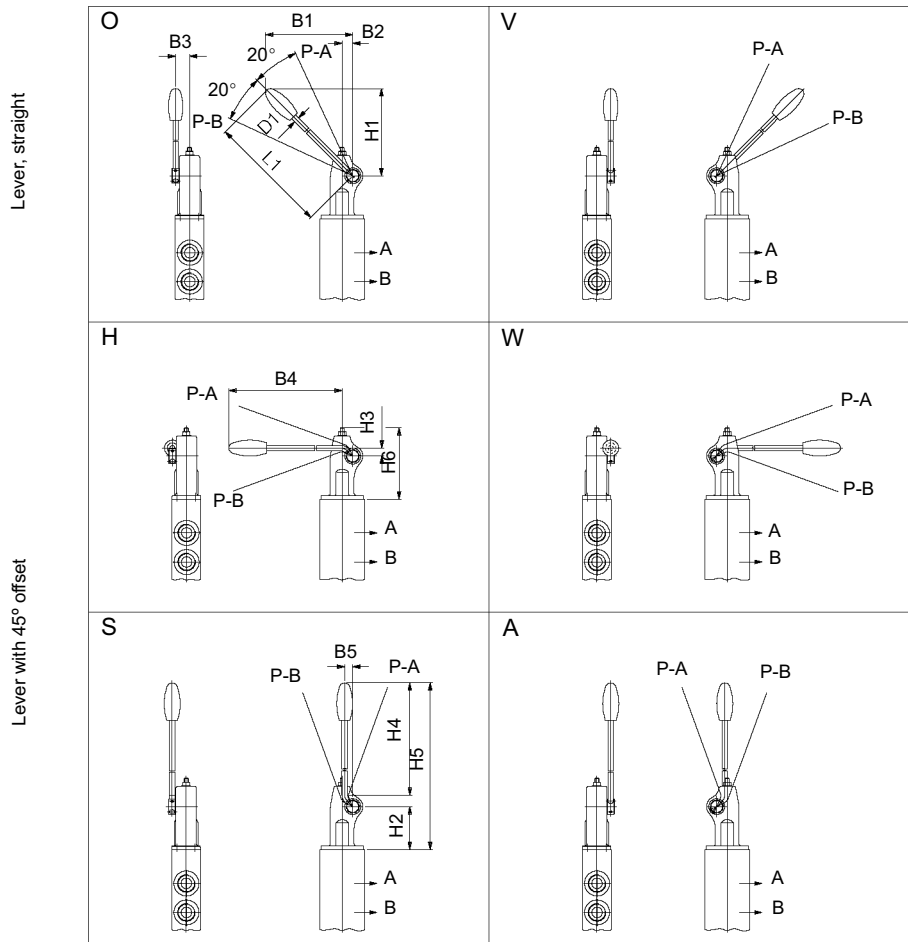 Lever, straight
O
B1
B2
B3
P-A
20°
20°
P-B
D1
L1
H1
A
B
V
P-A
P-B
A
B
Lever with 45º offset
H
B4
P-A
H3
H6
P-B
A
B
W
P-A
P-B
A
B
S
B5
P-B
P-A
H4
H5
H2
A
B
A
P-A
P-B
A
B